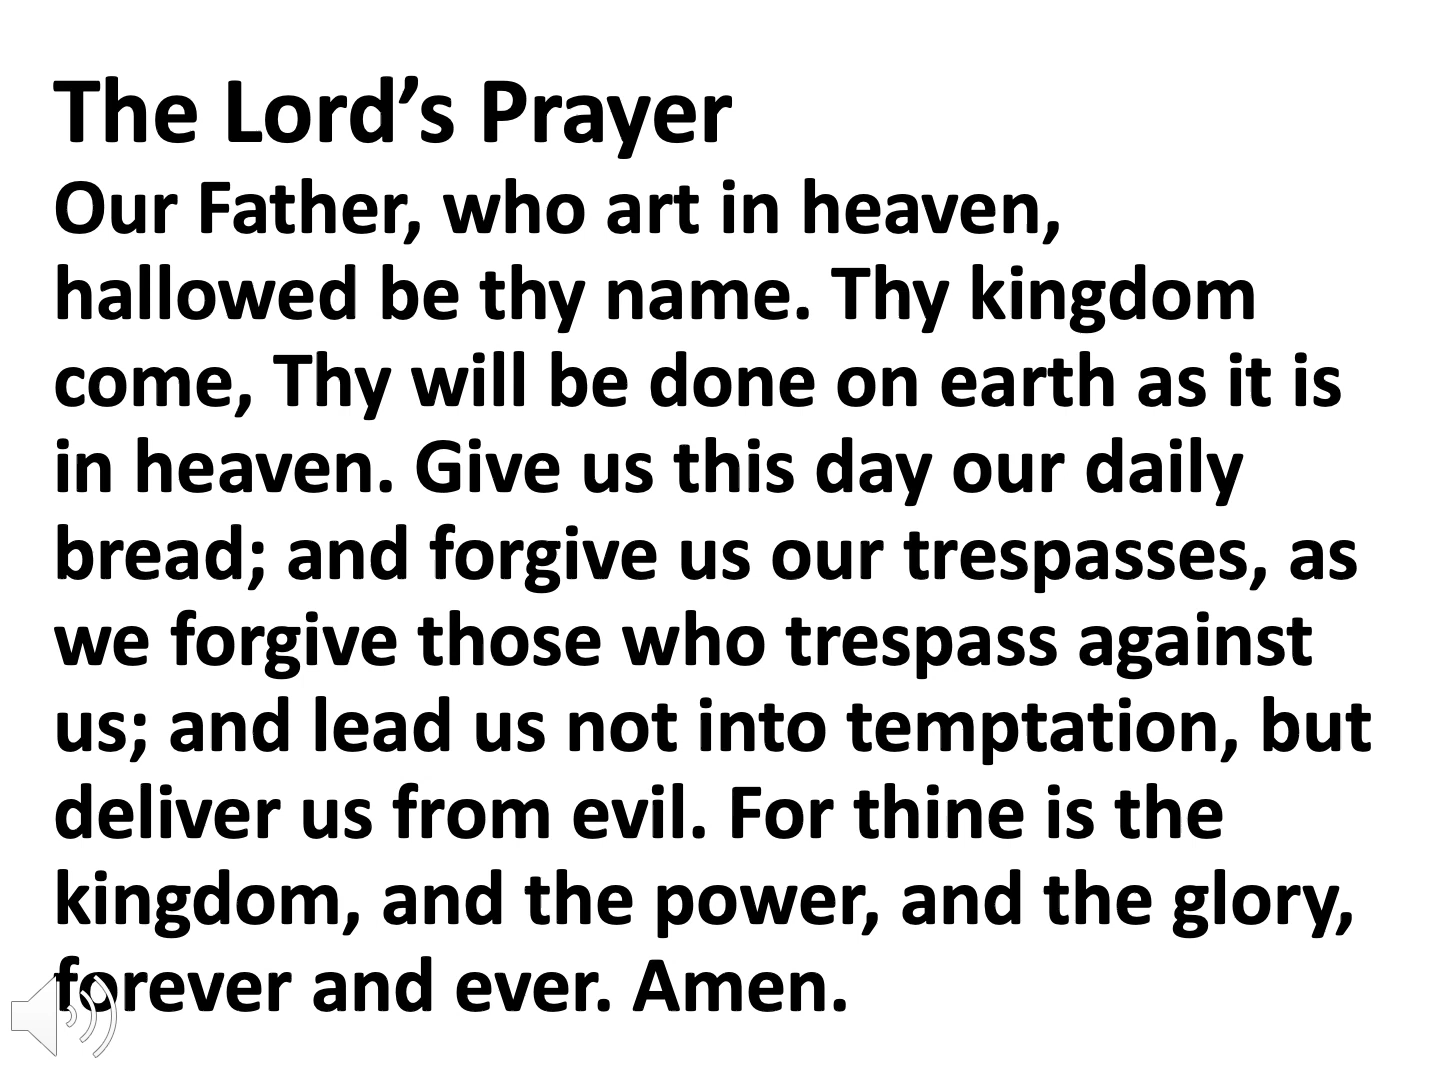 The Lord’s Prayer
Our Father, who art in heaven,
hallowed be thy name. Thy kingdom
come, Thy will be done on earth as it is
in heaven. Give us this day our daily
bread; and forgive us our trespasses, as
we forgive those who trespass against
us; and lead us not into temptation, but
deliver us from evil. For thine is the
kingdom, and the power, and the glory,
forever and ever. Amen.